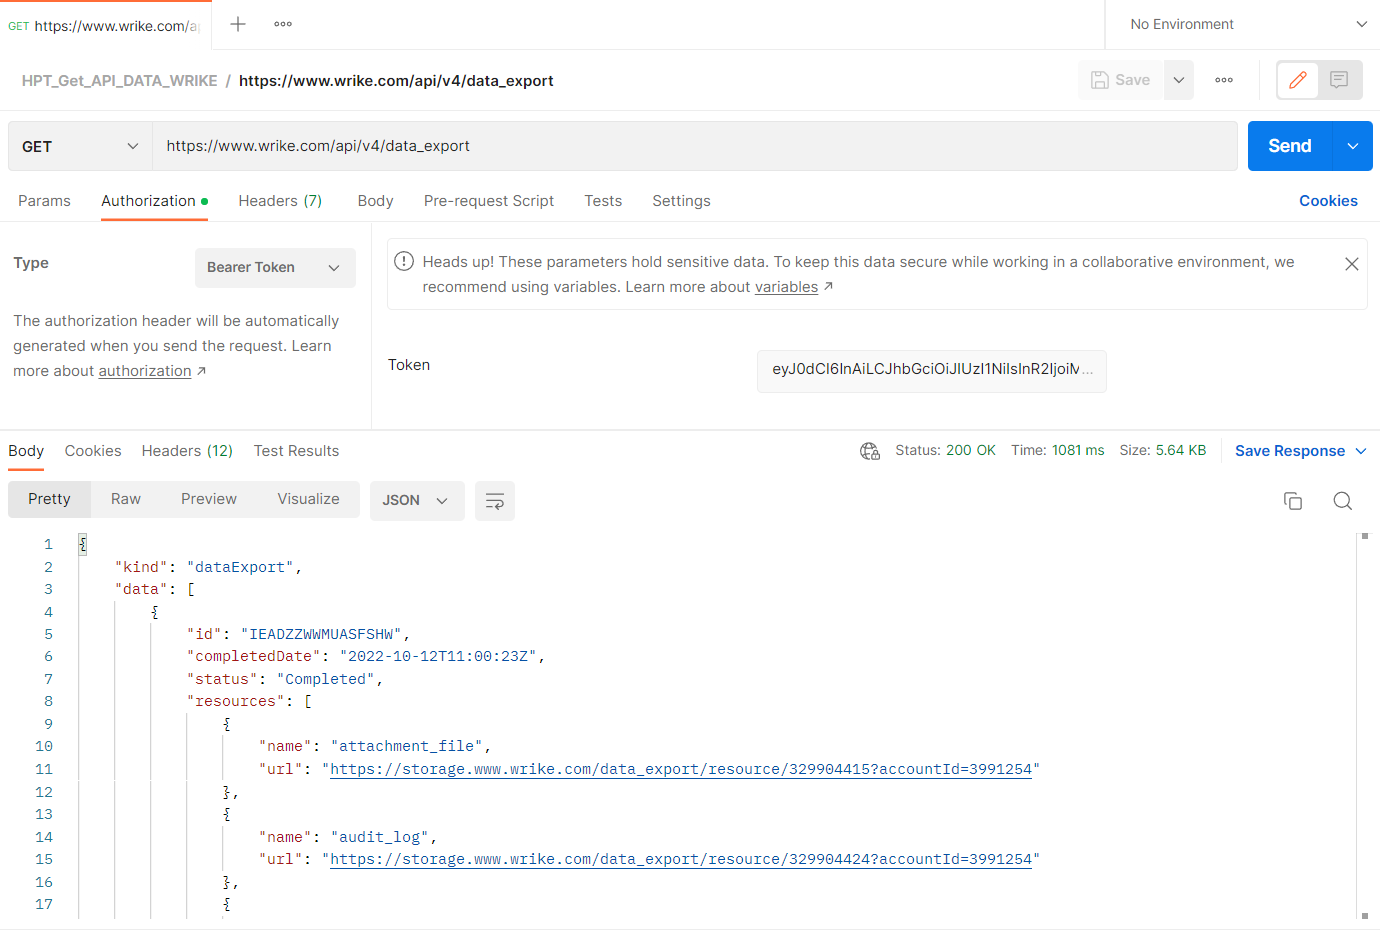 GET https://www.wrike.com/ap
No Environment
HPT_Get_API_DATA_WRIKE / https://www.wrike.com/api/v4/data_export
Save
GET https://www.wrike.com/api/v4/data_export Send
Params Authorization Headers (7) Body Pre-request Script Tests Settings Cookies
Type Bearer Token
The authorization header will be automatically
generated when you send the request. Learn
more about authorization ↗
Heads up! These parameters hold sensitive data. To keep this data secure while working in a collaborative environment, we
recommend using variables. Learn more about variables ↗
Token eyJ0dCI6InAiLCJhbGciOiJIUzI1NiIsInR2IjoiM...
Body Cookies Headers (12) Test Results Status: 200 OK Time: 1081 ms Size: 5.64 KB Save Response
Pretty Raw Preview Visualize JSON
1 {
2 "kind": "dataExport",
3 "data": [
4 {
5 "id": "IEADZZWWMUASFSHW",
6 "completedDate": "2022-10-12T11:00:23Z",
7 "status": "Completed",
8 "resources": [
9 {
10 "name": "attachment_file",
11 "url": "https://storage.www.wrike.com/data_export/resource/329904415?accountId=3991254"
12 },
13 {
14 "name": "audit_log",
15 "url": "https://storage.www.wrike.com/data_export/resource/329904424?accountId=3991254"
16 },
17 {